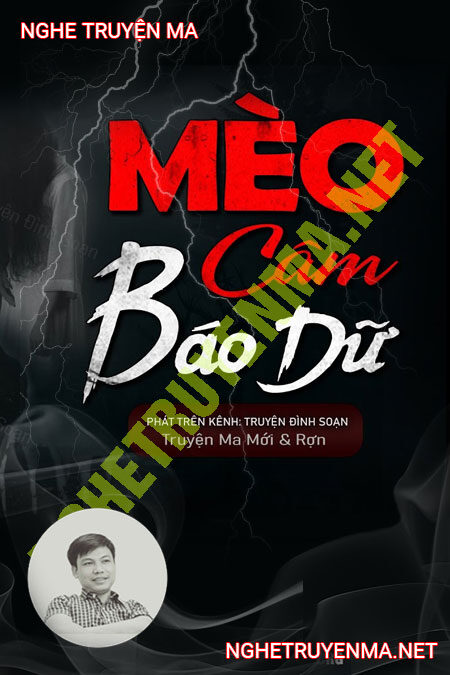 NGHE TRUYỆN MA
MÈO
Câm
Báo Dữ
PHÁT TRÊN KÊNH: TRUYỆN ĐÌNH SOẠN
Truyện Ma Mới & Rợn
NGHETRUYENMA.NET
NGHETRUYENMA.NET